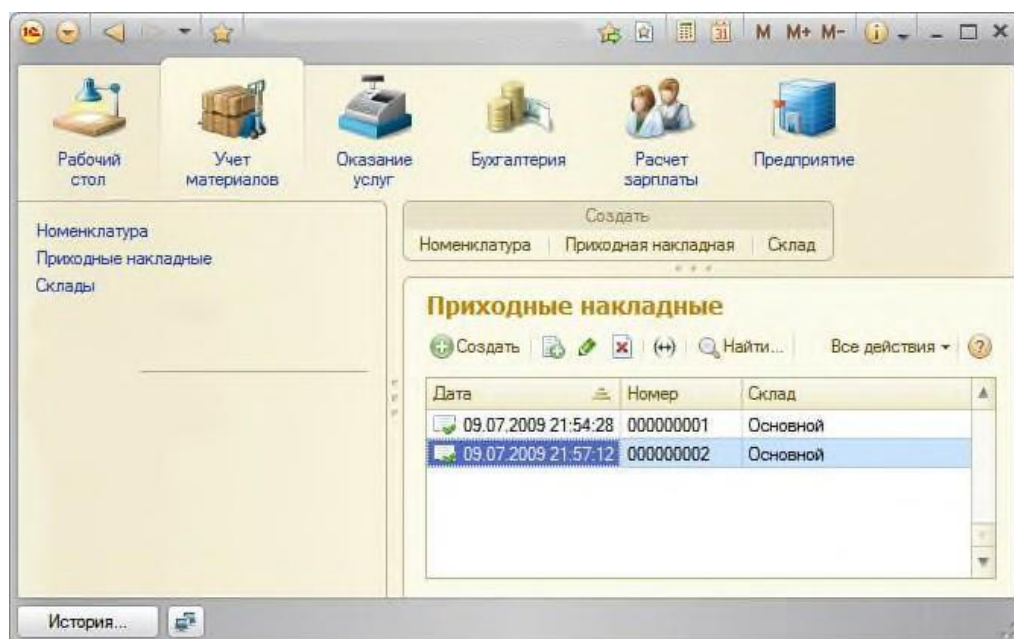 1С
31 M M+ M-
Рабочий стол
Учет материалов
Оказание услуг
Бухгалтерия
Расчет зарплаты
Предприятие
Номенклатура
Приходные накладные
Склады
Создать
Номенклатура Приходная накладная Склад
Приходные накладные
Создать Найти... Все действия
Дата Номер Склад
09.07.2009 21:54:28 000000001 Основной
09.07.2009 21:57:12 000000002 Основной
История...